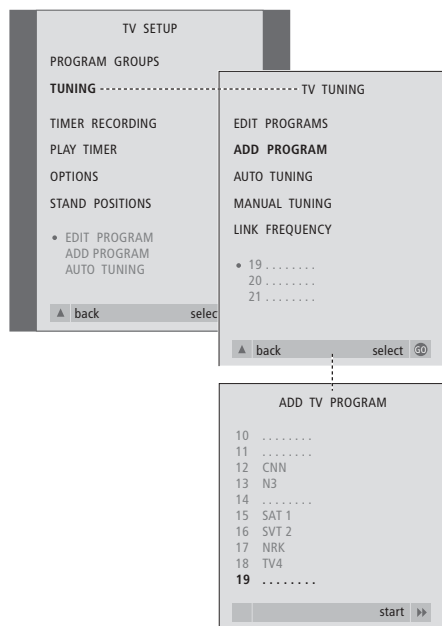 TV SETUP
PROGRAM GROUPS
TUNING
TIMER RECORDING
PLAY TIMER
OPTIONS
STAND POSITIONS
• EDIT PROGRAM
ADD PROGRAM
AUTO TUNING
▲ back selec
TV TUNING
EDIT PROGRAMS
ADD PROGRAM
AUTO TUNING
MANUAL TUNING
LINK FREQUENCY
• 19 . . . . . . . .
20 . . . . . . . .
21 . . . . . . . .
▲ back select GO
ADD TV PROGRAM
10 . . . . . . . .
11 . . . . . . . .
12 CNN
13 N3
14 . . . . . . . .
15 SAT 1
16 SVT 2
17 NRK
18 TV4
19 . . . . . . . .
start